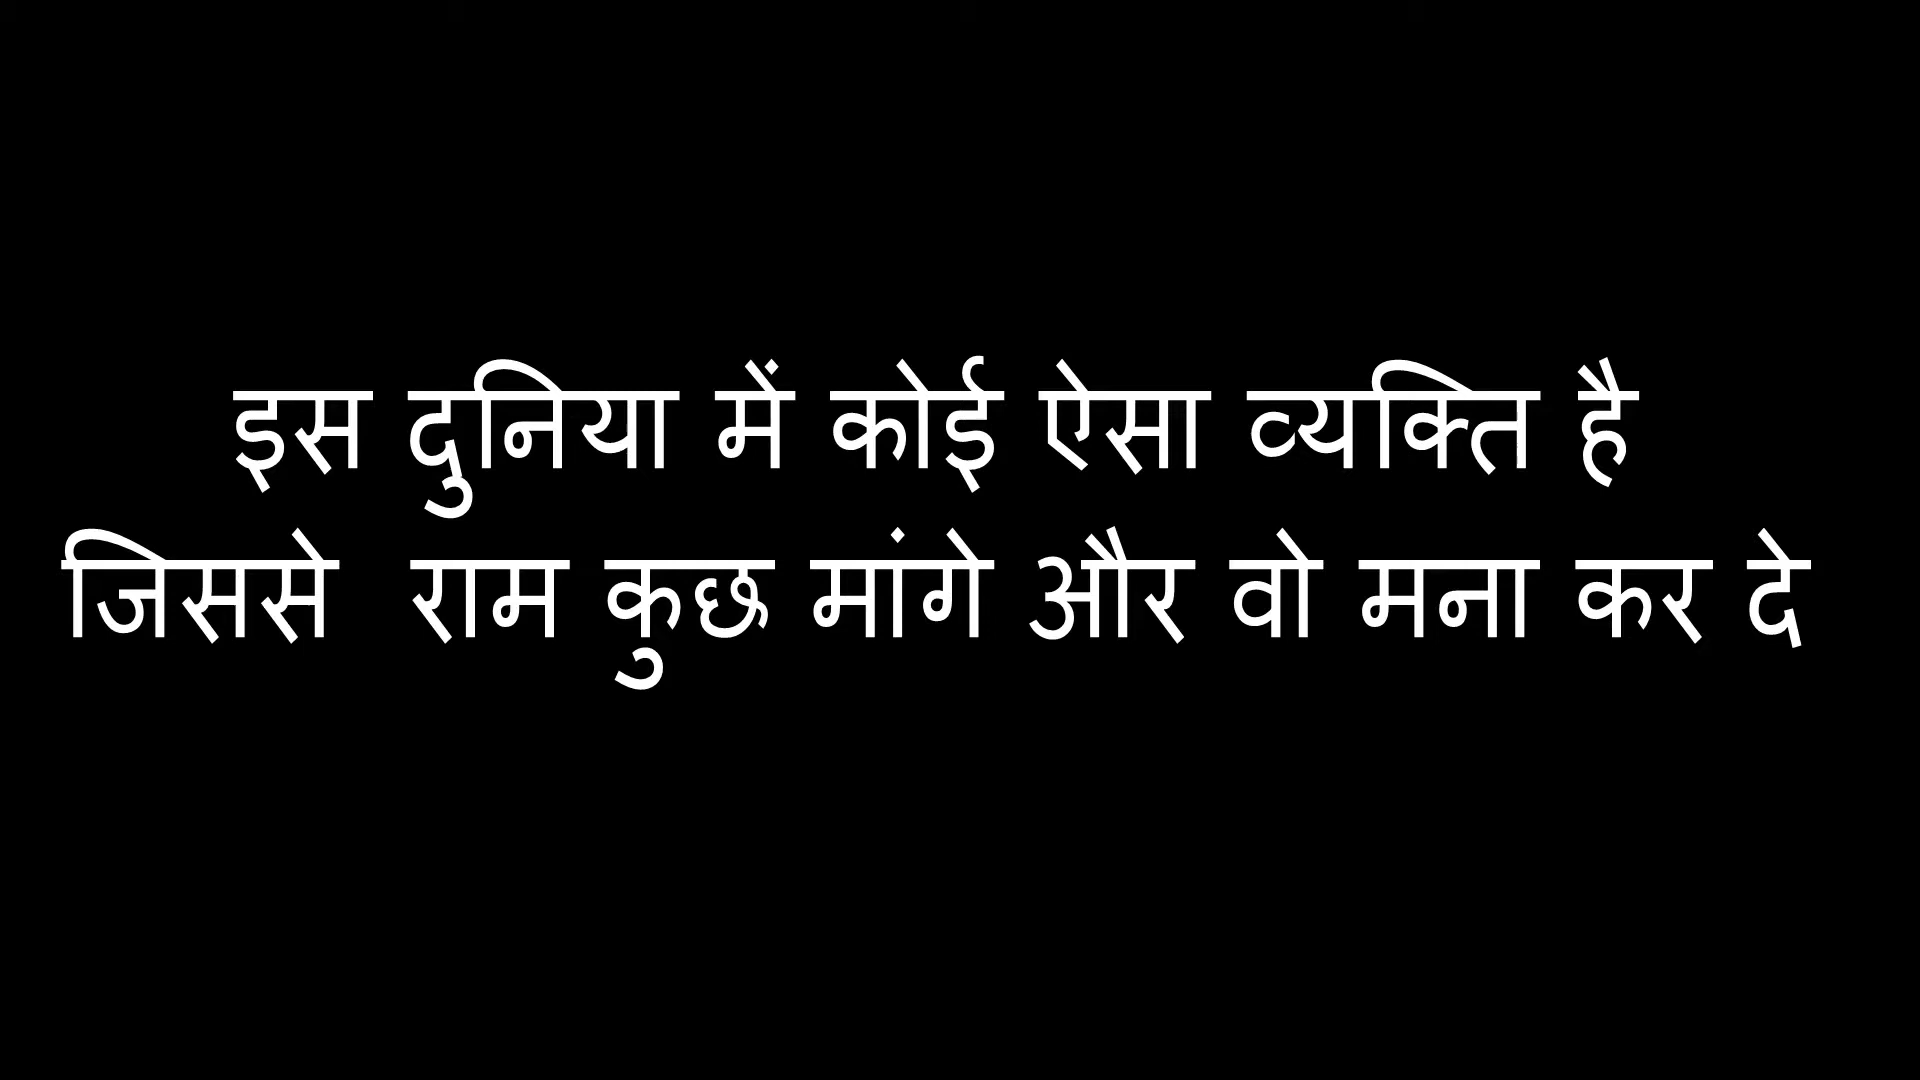 इस दुनिया में कोई ऐसा व्यक्ति है
जिससे  राम कुछ मांगे और वो मना कर दे